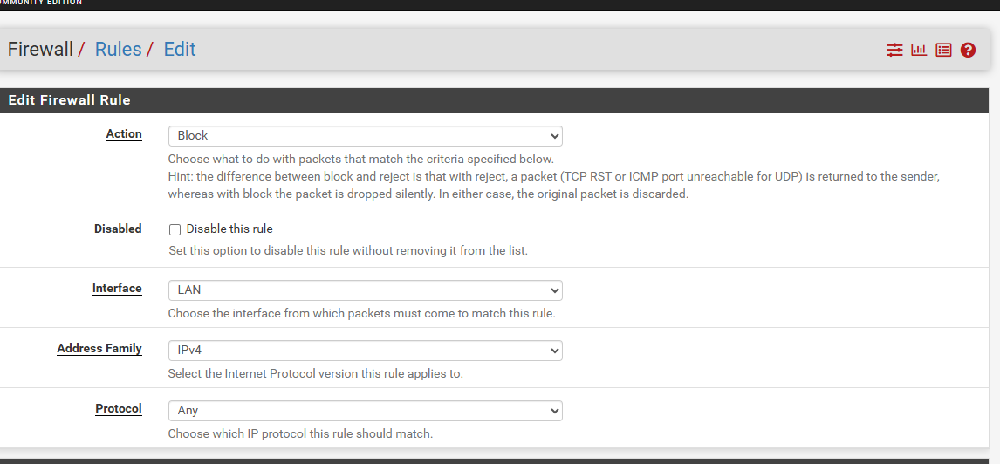 COMMUNITY EDITION
Firewall / Rules / Edit
Edit Firewall Rule
Action
Block
Choose what to do with packets that match the criteria specified below.
Hint: the difference between block and reject is that with reject, a packet (TCP RST or ICMP port unreachable for UDP) is returned to the sender,
whereas with block the packet is dropped silently. In either case, the original packet is discarded.
Disabled
Disable this rule
Set this option to disable this rule without removing it from the list.
Interface
LAN
Choose the interface from which packets must come to match this rule.
Address Family
IPv4
Select the Internet Protocol version this rule applies to.
Protocol
Any
Choose which IP protocol this rule should match.